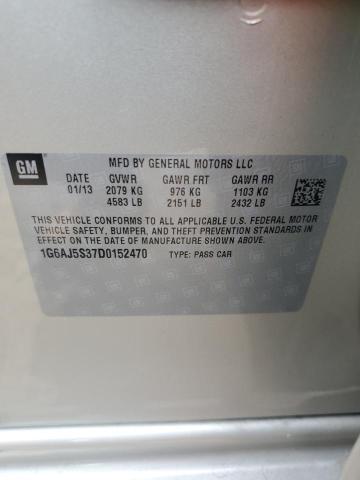 GM
MFD BY GENERAL MOTORS LLC
DATE GVWR GAWR FRT GAWR RR
01/13 2079 KG 976 KG 1103 KG
4583 LB 2151 LB 2432 LB
THIS VEHICLE CONFORMS TO ALL APPLICABLE U.S. FEDERAL MOTOR
VEHICLE SAFETY, BUMPER, AND THEFT PREVENTION STANDARDS IN
EFFECT ON THE DATE OF MANUFACTURE SHOWN ABOVE.
1G6AJ5S37D0152470 TYPE: PASS CAR